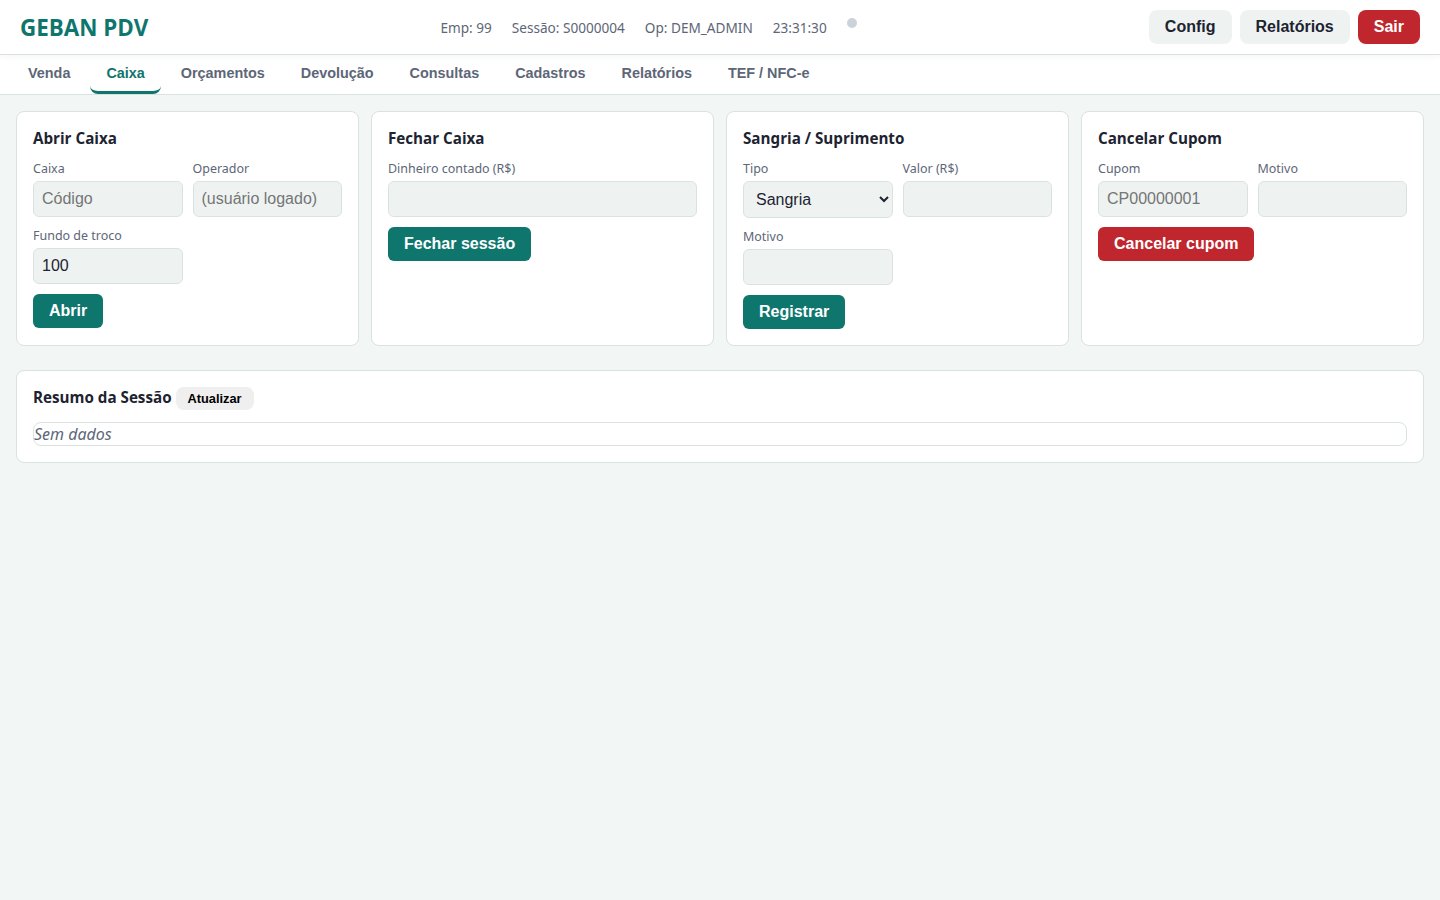 GEBAN PDV
Emp: 99 Sessão: S0000004 Op: DEM_ADMIN 23:31:30
Config Relatórios Sair
Venda Caixa Orçamentos Devolução Consultas Cadastros Relatórios TEF / NFC-e
Abrir Caixa
Caixa Operador
Código (usuário logado)
Fundo de troco
100
Abrir
Fechar Caixa
Dinheiro contado (R$)
Fechar sessão
Sangria / Suprimento
Tipo Valor (R$)
Sangria
Motivo
Registrar
Cancelar Cupom
Cupom Motivo
CP00000001
Cancelar cupom
Resumo da Sessão Atualizar
Sem dados